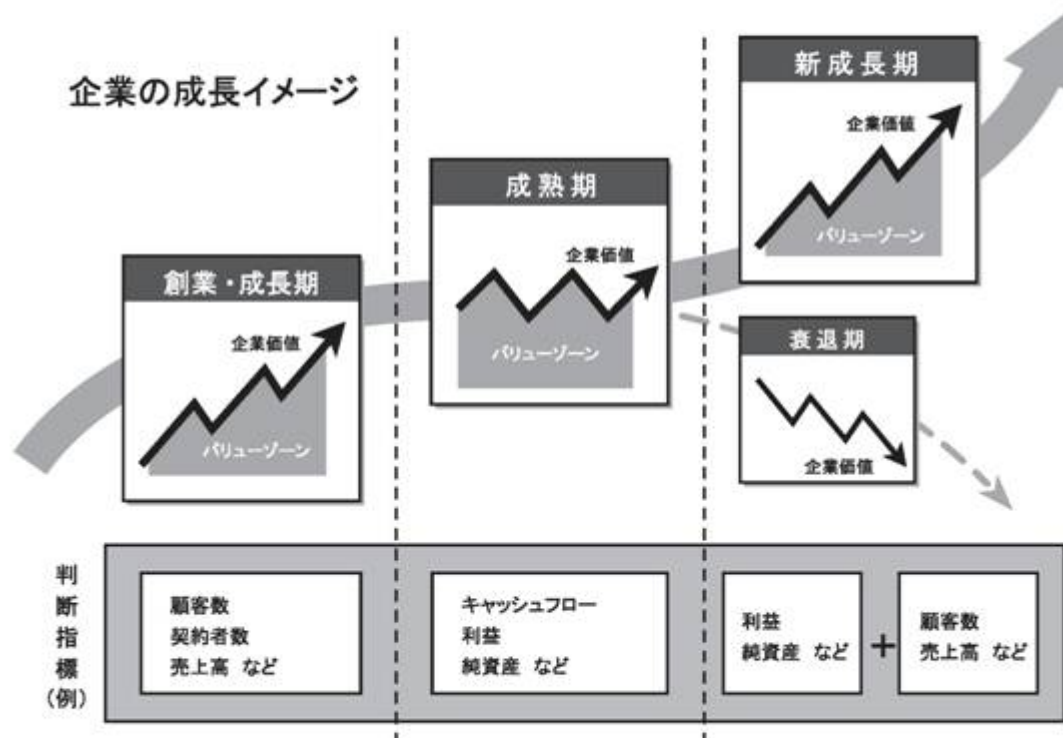 企業の成長イメージ
創業・成長期
企業価値
バリューゾーン
成熟期
企業価値
バリューゾーン
新成長期
企業価値
バリューゾーン
衰退期
企業価値
判断指標(例)
顧客数
契約者数
売上高 など
キャッシュフロー
利益
純資産 など
利益
純資産 など
+
顧客数
売上高 など